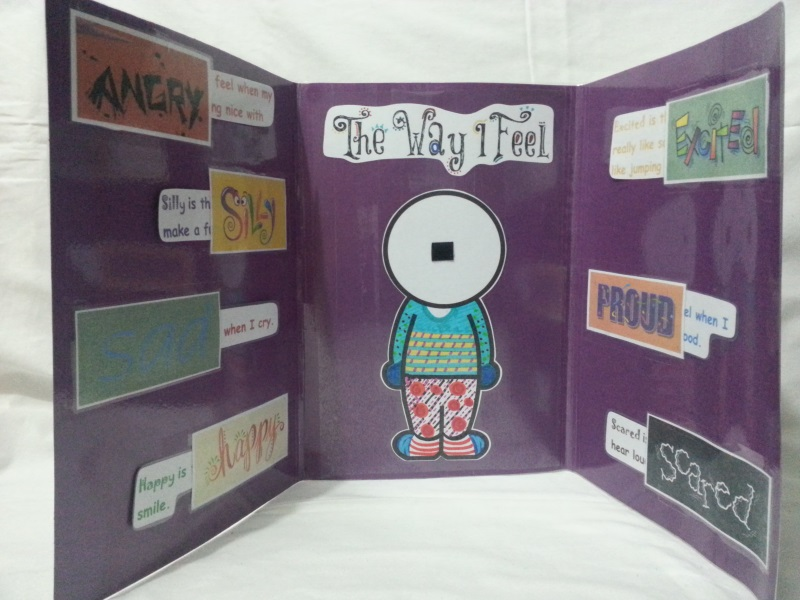 ANGRY
feel when my
ng nice with
Silly is th
make a f
SiLLy
Sad
when I cry.
happy
Happy is
smile.
The Way I Feel
Excited is t
really like s
like jumping
EXCITED
PROUD
el when I
ood.
Scared i
hear lou
scared